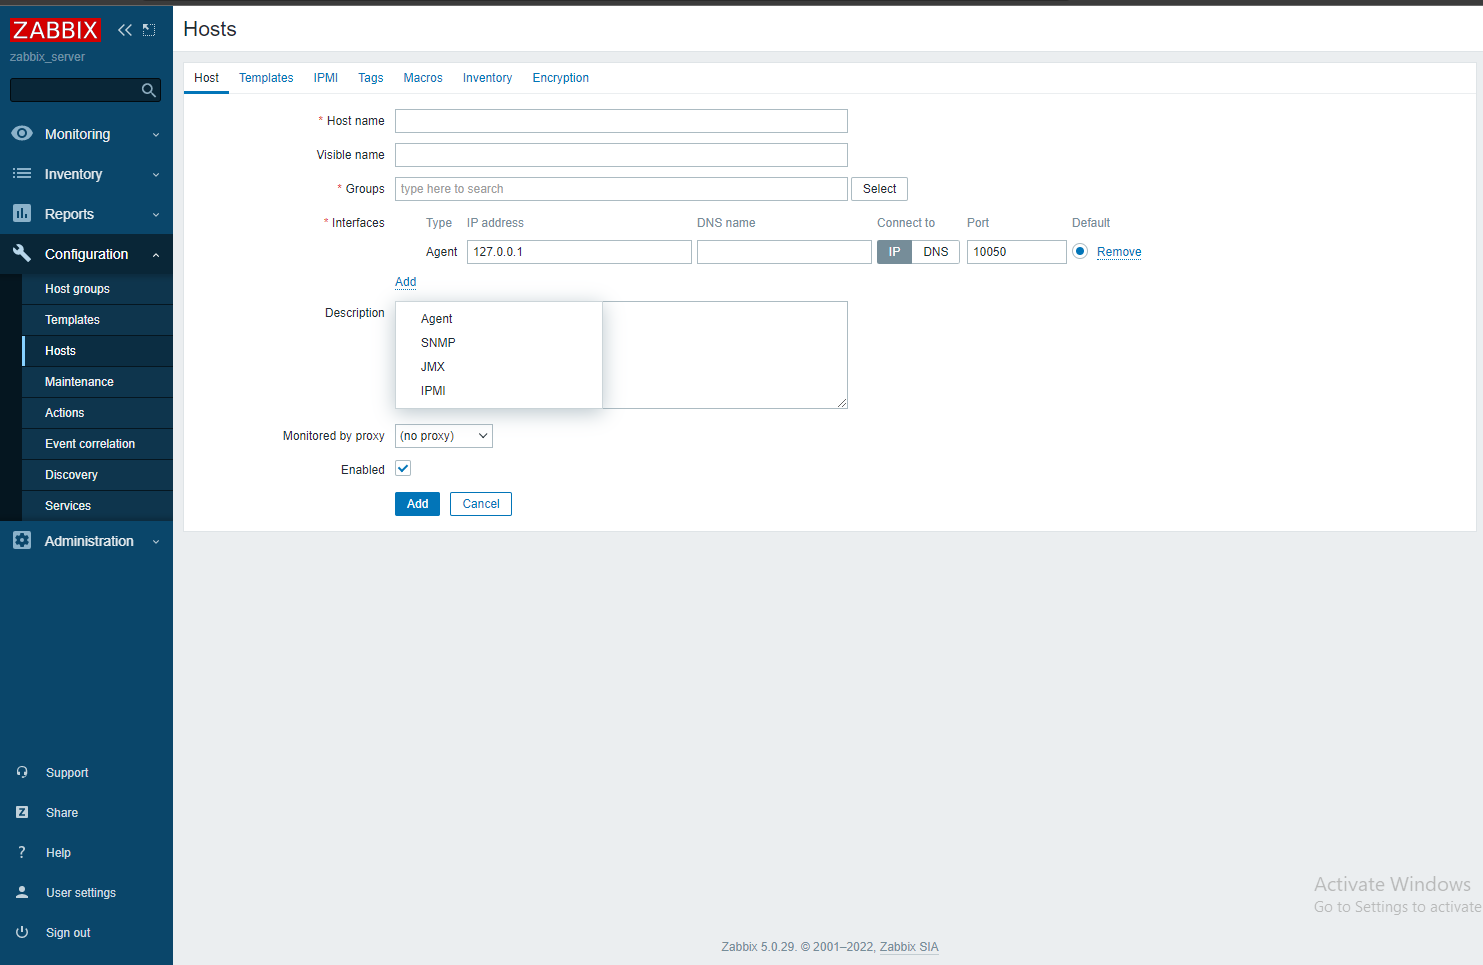 ZABBIX
zabbix_server
Monitoring
Inventory
Reports
Configuration
Host groups
Templates
Hosts
Maintenance
Actions
Event correlation
Discovery
Services
Administration
Support
Share
Help
User settings
Sign out
Hosts
Host Templates IPMI Tags Macros Inventory Encryption
* Host name
Visible name
* Groups type here to search Select
* Interfaces Type IP address DNS name Connect to Port Default
Agent 127.0.0.1 IP DNS 10050 Remove
Add
Description
Agent
SNMP
JMX
IPMI
Monitored by proxy (no proxy)
Enabled
Add Cancel
Activate Windows
Go to Settings to activate
Zabbix 5.0.29. © 2001–2022, Zabbix SIA